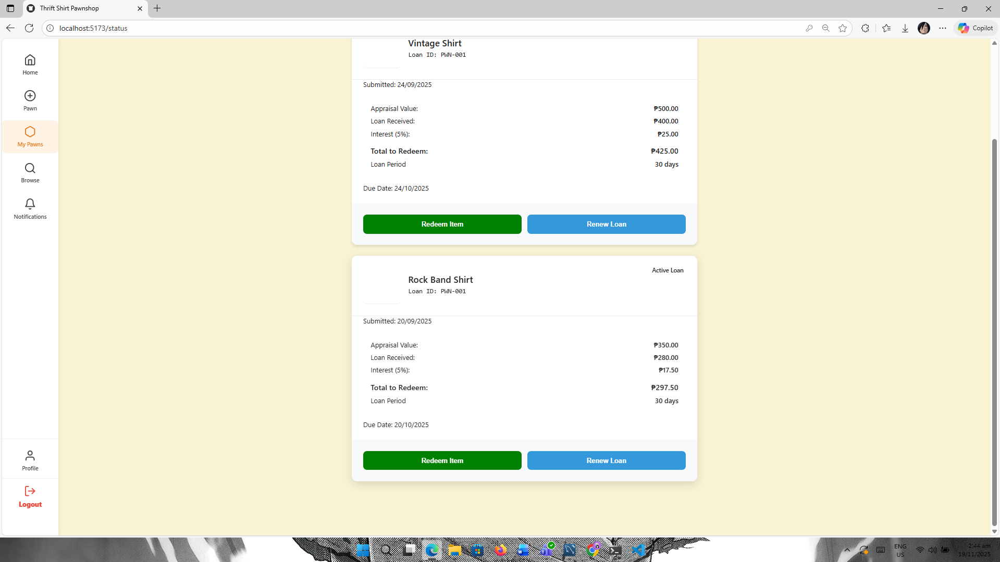 Thrift Shirt Pawnshop
localhost:5173/status
Copilot
Home
Pawn
My Pawns
Browse
Notifications
Profile
Logout
Vintage Shirt
Loan ID: PWN-001
Submitted: 24/09/2025
Appraisal Value: ₱500.00
Loan Received: ₱400.00
Interest (5%): ₱25.00
Total to Redeem: ₱425.00
Loan Period 30 days
Due Date: 24/10/2025
Redeem Item Renew Loan
Active Loan
Rock Band Shirt
Loan ID: PWN-001
Submitted: 20/09/2025
Appraisal Value: ₱350.00
Loan Received: ₱280.00
Interest (5%): ₱17.50
Total to Redeem: ₱297.50
Loan Period 30 days
Due Date: 20/10/2025
Redeem Item Renew Loan
ENG
US
2:44 am
19/11/2025